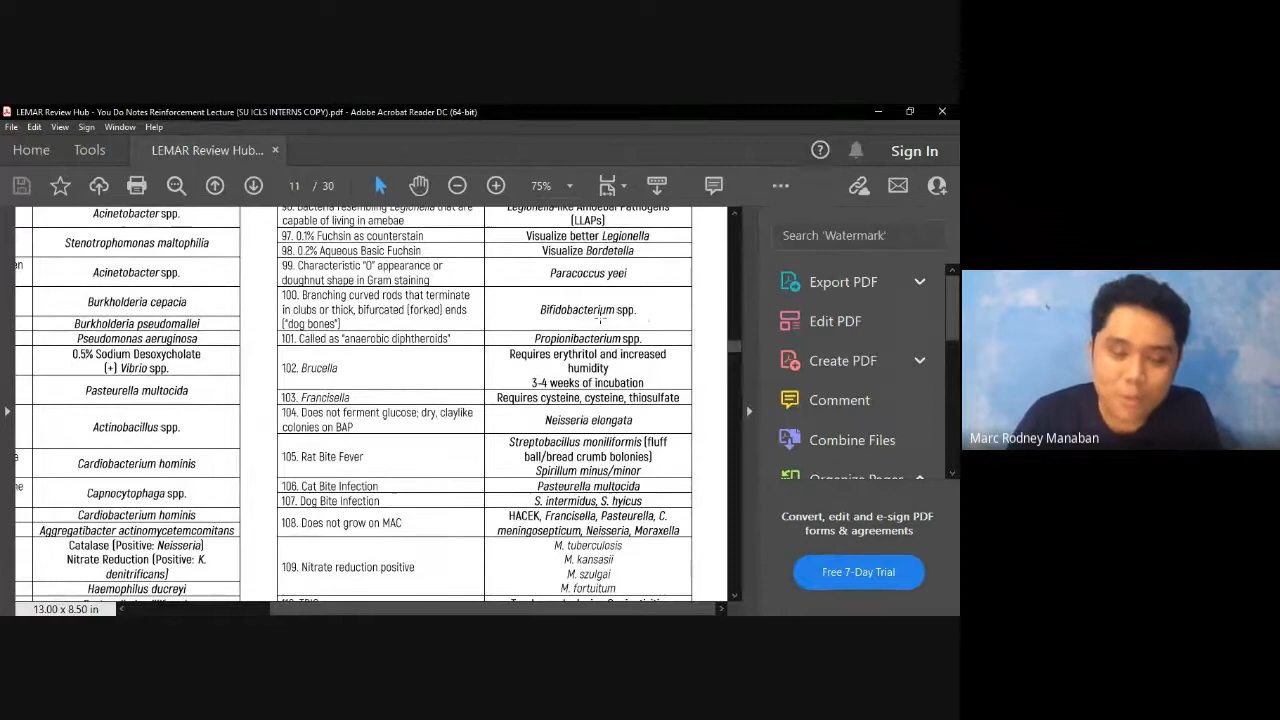 LEMAR Review Hub - You Do Notes Reinforcement Lecture (SU ICLS INTERNS COPY).pdf - Adobe Acrobat Reader DC (64-bit)
File Edit View Sign Window Help
Home Tools LEMAR Review Hub... × Sign In
11 / 30 75%
Acinetobacter spp.
Stenotrophomonas maltophilia
en
Acinetobacter spp.
Burkholderia cepacia
Burkholderia pseudomallei
Pseudomonas aeruginosa
0.5% Sodium Desoxycholate
(+) Vibrio spp.
Pasteurella multocida
Actinobacillus spp.
Cardiobacterium hominis
Capnocytophaga spp.
Cardiobacterium hominis
Aggregatibacter actinomycetemcomitans
Catalase (Positive: Neisseria)
Nitrate Reduction (Positive: K.
denitrificans)
Haemophilus ducreyi
13.00 x 8.50 in
96. Bacteria resembling Legionella that are
capable of living in amebae
Legionella-like Amoebal Pathogens
(LLAPs)
97. 0.1% Fuchsin as counterstain
Visualize better Legionella
98. 0.2% Aqueous Basic Fuchsin
Visualize Bordetella
99. Characteristic "O" appearance or
doughnut shape in Gram staining
Paracoccus yeei
100. Branching curved rods that terminate
in clubs or thick, bifurcated (forked) ends
("dog bones")
Bifidobacterium spp.
101. Called as "anaerobic diphtheroids"
Propionibacterium spp.
102. Brucella
Requires erythritol and increased
humidity
3-4 weeks of incubation
103. Francisella
Requires cysteine, cysteine, thiosulfate
104. Does not ferment glucose; dry, claylike
colonies on BAP
Neisseria elongata
105. Rat Bite Fever
Streptobacillus moniliformis (fluff
ball/bread crumb bolonies)
Spirillum minus/minor
106. Cat Bite Infection
Pasteurella multocida
107. Dog Bite Infection
S. intermidus, S. hyicus
108. Does not grow on MAC
HACEK, Francisella, Pasteurella, C.
meningosepticum, Neisseria, Moraxella
109. Nitrate reduction positive
M. tuberculosis
M. kansasii
M. szulgai
M. fortuitum
Search 'Watermark'
Export PDF
Edit PDF
Create PDF
Comment
Combine Files
Organize Pages
Convert, edit and e-sign PDF
forms & agreements
Free 7-Day Trial
Marc Rodney Manaban